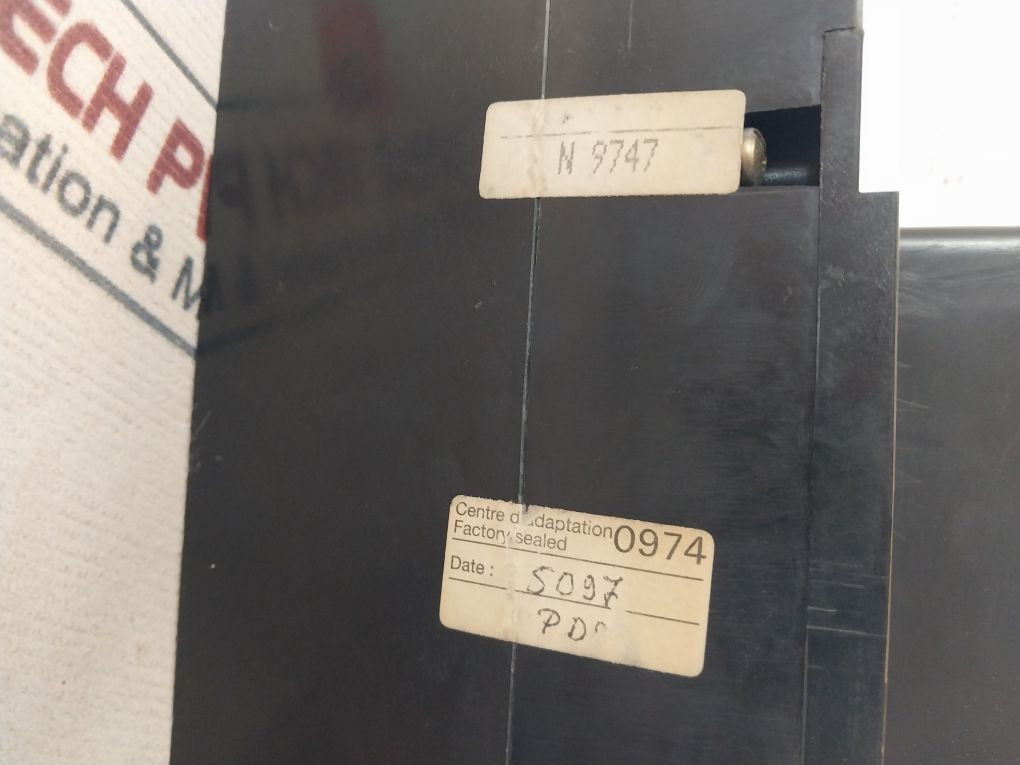 ECH P
ation & M
N 9747
Centre d'adaptation
Factory sealed
0974
Date :
5097